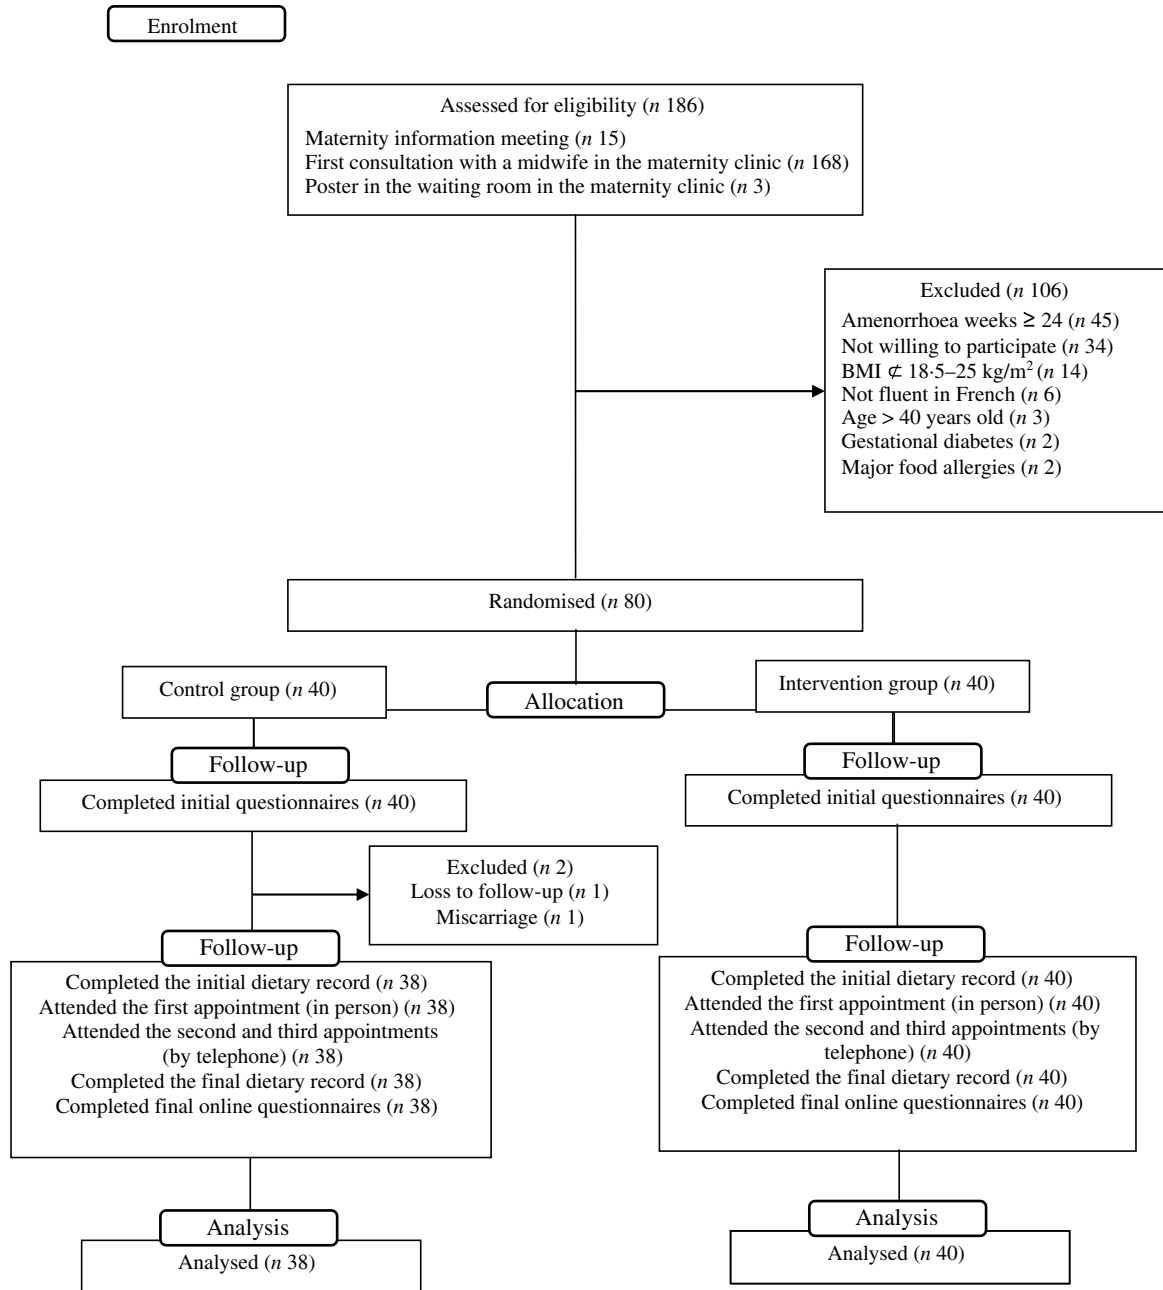 Enrolment
Assessed for eligibility (n 186)
Maternity information meeting (n 15)
First consultation with a midwife in the maternity clinic (n 168)
Poster in the waiting room in the maternity clinic (n 3)
Excluded (n 106)
Amenorrhoea weeks ≥ 24 (n 45)
Not willing to participate (n 34)
BMI ⊄ 18·5–25 kg/m² (n 14)
Not fluent in French (n 6)
Age > 40 years old (n 3)
Gestational diabetes (n 2)
Major food allergies (n 2)
Randomised (n 80)
Allocation
Control group (n 40)
Follow-up
Completed initial questionnaires (n 40)
Excluded (n 2)
Loss to follow-up (n 1)
Miscarriage (n 1)
Follow-up
Completed the initial dietary record (n 38)
Attended the first appointment (in person) (n 38)
Attended the second and third appointments
(by telephone) (n 38)
Completed the final dietary record (n 38)
Completed final online questionnaires (n 38)
Analysis
Analysed (n 38)
Intervention group (n 40)
Follow-up
Completed initial questionnaires (n 40)
Follow-up
Completed the initial dietary record (n 40)
Attended the first appointment (in person) (n 40)
Attended the second and third appointments (by
telephone) (n 40)
Completed the final dietary record (n 40)
Completed final online questionnaires (n 40)
Analysis
Analysed (n 40)